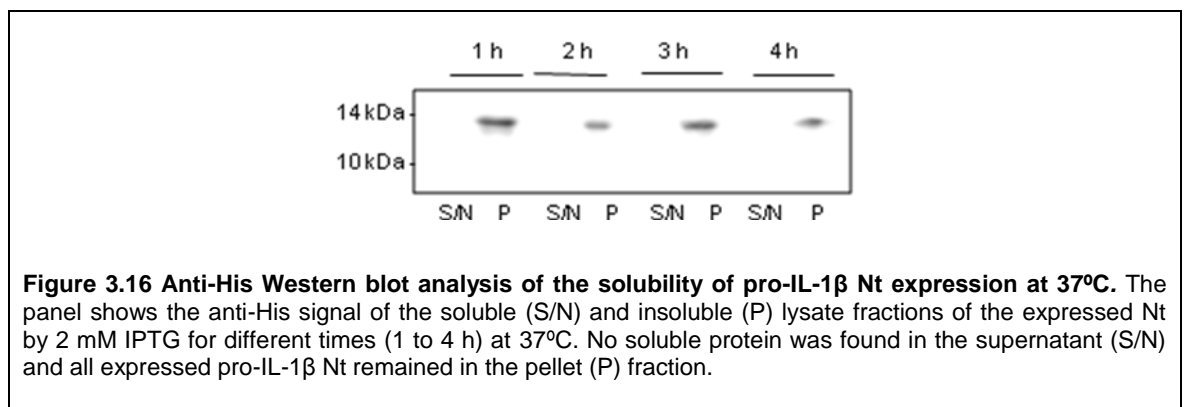 1 h 2 h 3 h 4 h
14kDa
10kDa
S/N P S/N P S/N P S/N P
Figure 3.16 Anti-His Western blot analysis of the solubility of pro-IL-1β Nt expression at 37ºC. The
panel shows the anti-His signal of the soluble (S/N) and insoluble (P) lysate fractions of the expressed Nt
by 2 mM IPTG for different times (1 to 4 h) at 37ºC. No soluble protein was found in the supernatant (S/N)
and all expressed pro-IL-1β Nt remained in the pellet (P) fraction.